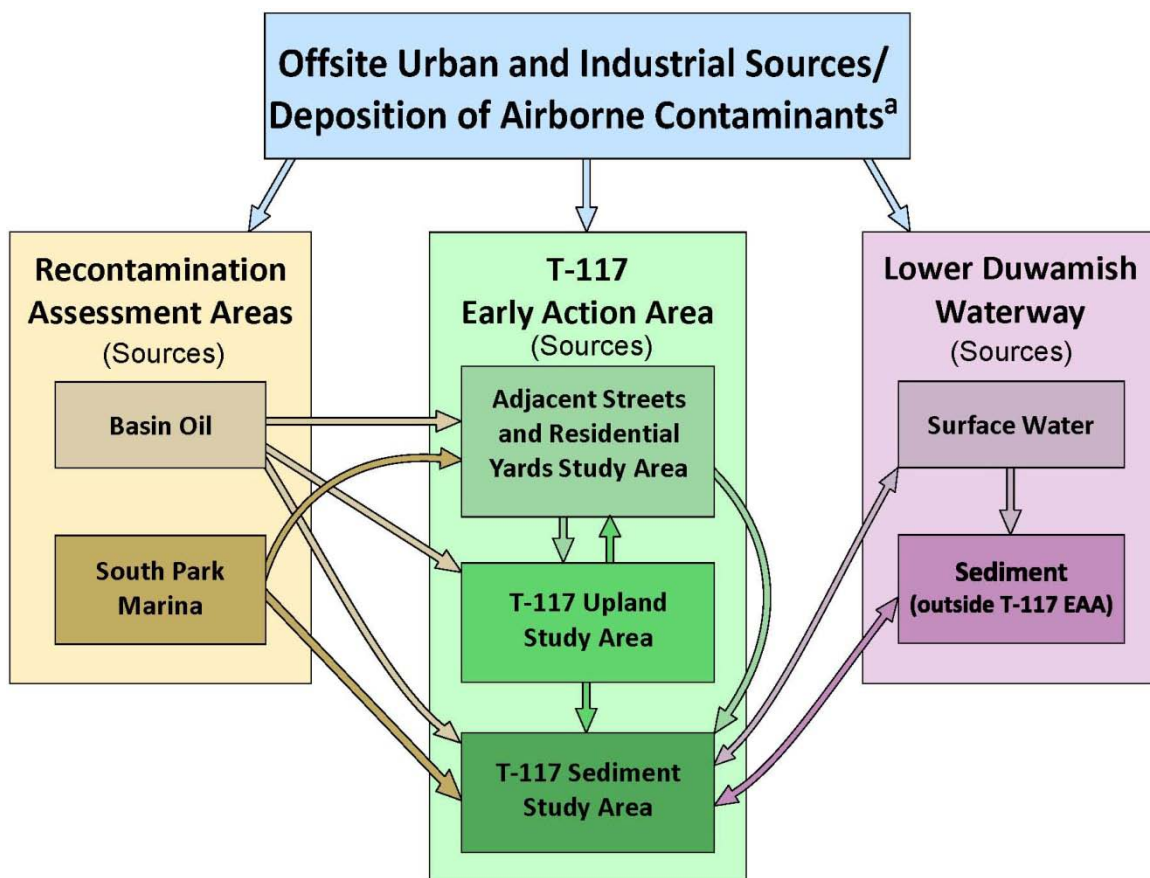 Offsite Urban and Industrial Sources/
Deposition of Airborne Contaminantsᵃ
Recontamination
Assessment Areas
(Sources)
Basin Oil
South Park
Marina
T-117
Early Action Area
(Sources)
Adjacent Streets
and Residential
Yards Study Area
T-117 Upland
Study Area
T-117 Sediment
Study Area
Lower Duwamish
Waterway
(Sources)
Surface Water
Sediment
(outside T-117 EAA)